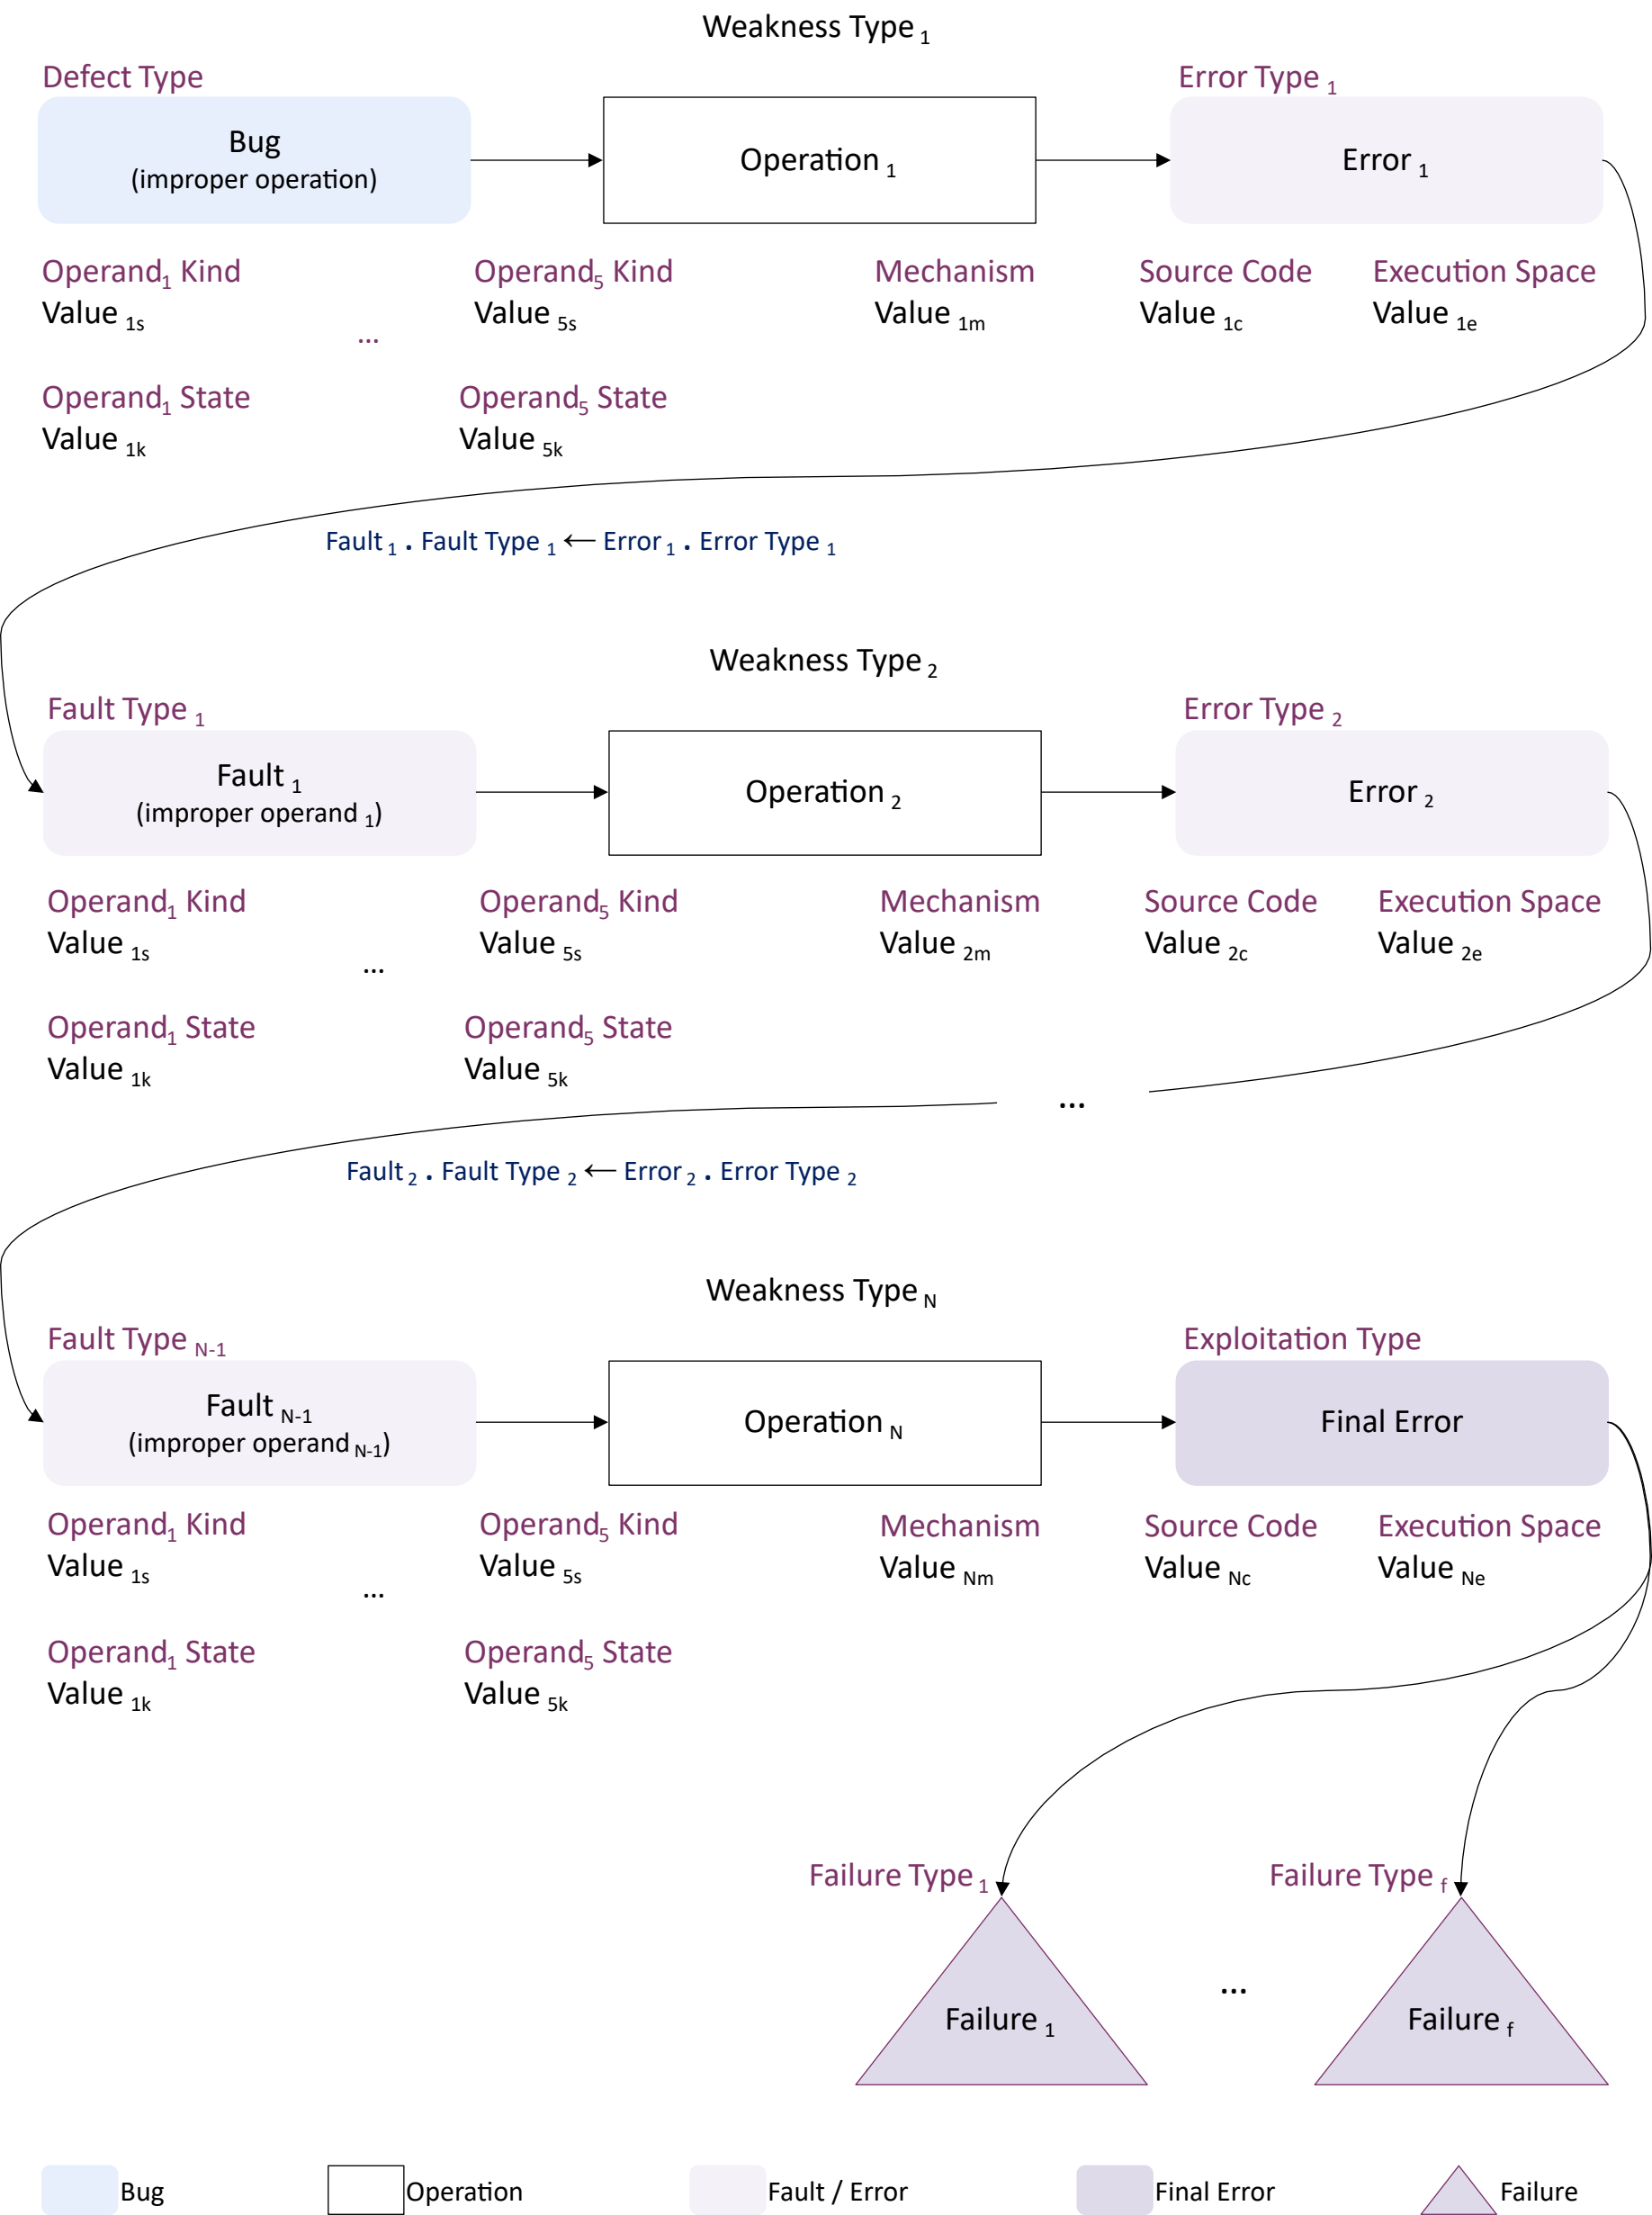 Weakness Type 1
Defect Type Error Type 1
Bug
(improper operation)
Operation 1
Error 1
Operand1 Kind Operand5 Kind Mechanism Source Code Execution Space
Value 1s Value 5s Value 1m Value 1c Value 1e
...
Operand1 State Operand5 State
Value 1k Value 5k
Fault 1 . Fault Type 1 ← Error 1 . Error Type 1
Weakness Type 2
Fault Type 1 Error Type 2
Fault 1
(improper operand 1)
Operation 2
Error 2
Operand1 Kind Operand5 Kind Mechanism Source Code Execution Space
Value 1s Value 5s Value 2m Value 2c Value 2e
...
Operand1 State Operand5 State
Value 1k Value 5k
...
Fault 2 . Fault Type 2 ← Error 2 . Error Type 2
Weakness Type N
Fault Type N-1 Exploitation Type
Fault N-1
(improper operand N-1)
Operation N
Final Error
Operand1 Kind Operand5 Kind Mechanism Source Code Execution Space
Value 1s Value 5s Value Nm Value Nc Value Ne
...
Operand1 State Operand5 State
Value 1k Value 5k
Failure Type 1 Failure Type f
...
Failure 1 Failure f
Bug Operation Fault / Error Final Error Failure